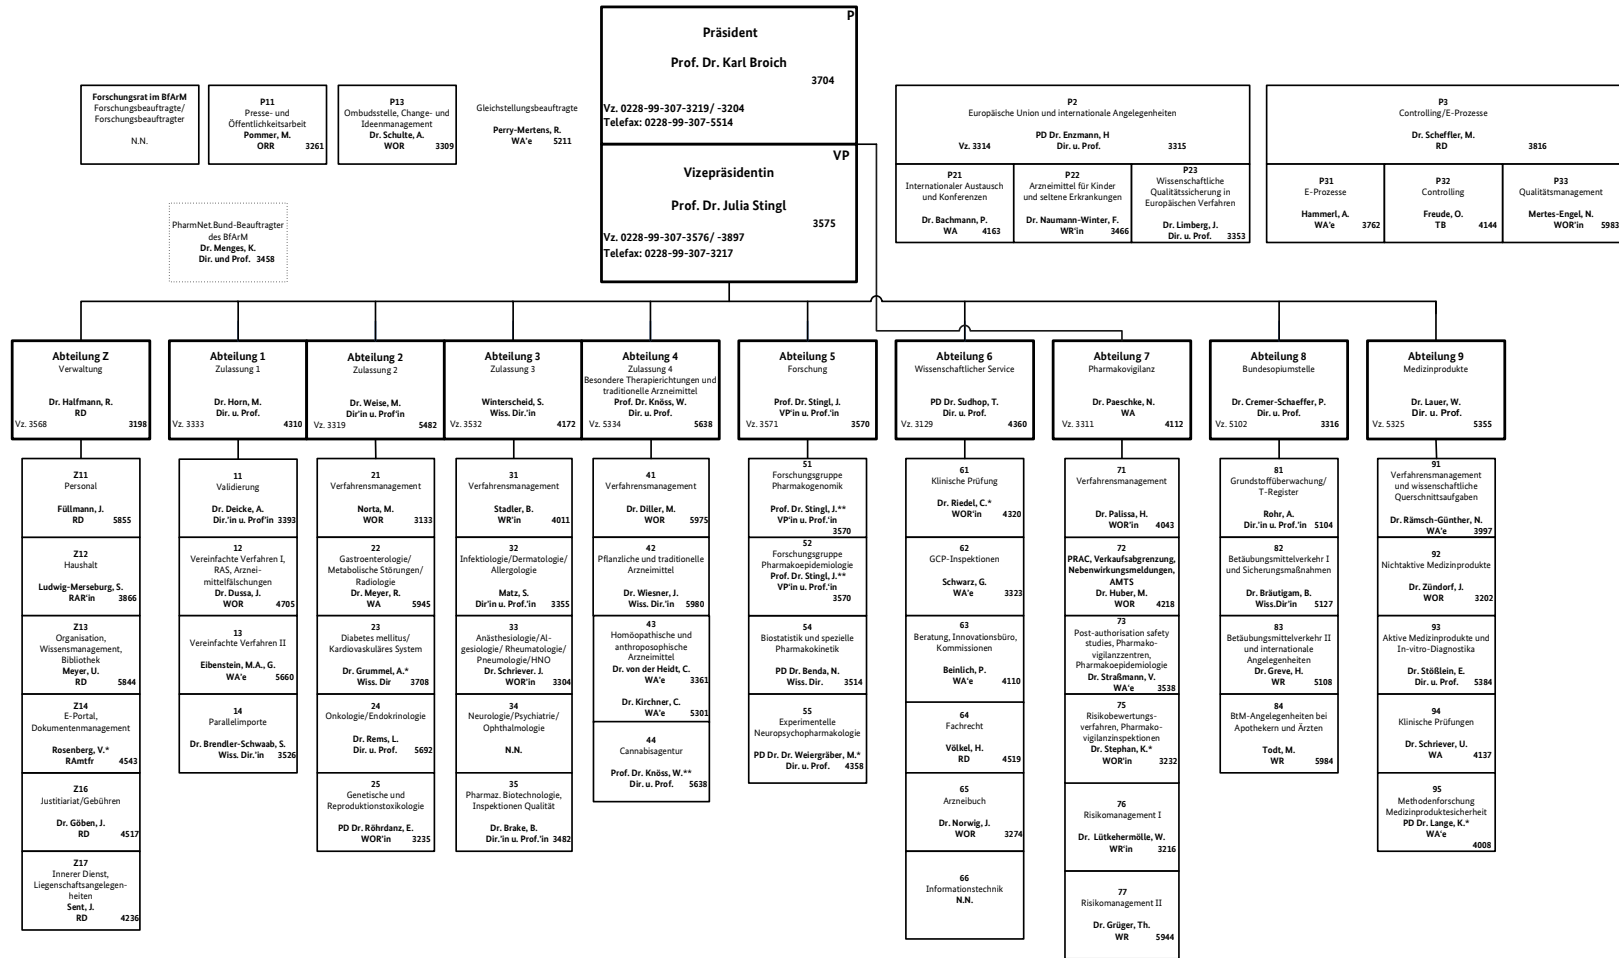 P
Präsident
Prof. Dr. Karl Broich
3704
Vz. 0228-99-307-3219/ -3204
Telefax: 0228-99-307-5514
VP
Vizepräsidentin
Prof. Dr. Julia Stingl
3575
Vz. 0228-99-307-3576/ -3897
Telefax: 0228-99-307-3217
Forschungsrat im BfArM
Forschungsbeauftragte/
Forschungsbeauftragter
N.N.
P11
Presse- und
Öffentlichkeitsarbeit
Pommer, M.
ORR 3261
P13
Ombudsstelle, Change- und
Ideenmanagement
Dr. Schulte, A.
WOR 3309
Gleichstellungsbeauftragte
Perry-Mertens, R.
WA'e 5211
PharmNet.Bund-Beauftragter
des BfArM
Dr. Menges, K.
Dir. und Prof. 3458
P2
Europäische Union und internationale Angelegenheiten
PD Dr. Enzmann, H
Vz. 3314 Dir. u. Prof. 3315
P21
Internationaler Austausch
und Konferenzen
Dr. Bachmann, P.
WA 4163
P22
Arzneimittel für Kinder
und seltene Erkrankungen
Dr. Naumann-Winter, F.
WR'in 3466
P23
Wissenschaftliche
Qualitätssicherung in
Europäischen Verfahren
Dr. Limberg, J.
Dir. u. Prof. 3353
P3
Controlling/E-Prozesse
Dr. Scheffler, M.
RD 3816
P31
E-Prozesse
Hammerl, A.
WA'e 3762
P32
Controlling
Freude, O.
TB 4144
P33
Qualitätsmanagement
Mertes-Engel, N.
WOR'in 5983
Abteilung Z
Verwaltung
Dr. Halfmann, R.
RD
Vz. 3568 3198
Z11
Personal
Füllmann, J.
RD 5855
Z12
Haushalt
Ludwig-Merseburg, S.
RAR'in 3866
Z13
Organisation,
Wissensmanagement,
Bibliothek
Meyer, U.
RD 5844
Z14
E-Portal,
Dokumentenmanagement
Rosenberg, V.*
RAmtfr 4543
Z16
Justitiariat/Gebühren
Dr. Göben, J.
RD 4517
Z17
Innerer Dienst,
Liegenschaftsangelegen-
heiten
Sent, J.
RD 4236
Abteilung 1
Zulassung 1
Dr. Horn, M.
Dir. u. Prof.
Vz. 3333 4310
11
Validierung
Dr. Deicke, A.
Dir.'in u. Prof'in 3393
12
Vereinfachte Verfahren I,
RAS, Arznei-
mittelfälschungen
Dr. Dussa, J.
WOR 4705
13
Vereinfachte Verfahren II
Eibenstein, M.A., G.
WA'e 5660
14
Parallelimporte
Dr. Brendler-Schwaab, S.
Wiss. Dir.'in 3526
Abteilung 2
Zulassung 2
Dr. Weise, M.
Dir'in u. Prof'in
Vz. 3319 5482
21
Verfahrensmanagement
Norta, M.
WOR 3133
22
Gastroenterologie/
Metabolische Störungen/
Radiologie
Dr. Meyer, R.
WA 5945
23
Diabetes mellitus/
Kardiovaskuläres System
Dr. Grummel, A.*
Wiss. Dir 3708
24
Onkologie/Endokrinologie
Dr. Rems, L.
Dir. u. Prof. 5692
25
Genetische und
Reproduktionstoxikologie
PD Dr. Röhrdanz, E.
WOR'in 3235
Abteilung 3
Zulassung 3
Winterscheid, S.
Wiss. Dir.'in
Vz. 3532 4172
31
Verfahrensmanagement
Stadler, B.
WR'in 4011
32
Infektiologie/Dermatologie/
Allergologie
Matz, S.
Dir'in u. Prof.'in 3355
33
Anästhesiologie/Al-
gesiologie/ Rheumatologie/
Pneumologie/HNO
Dr. Schriever. J.
WOR'in 3304
34
Neurologie/Psychiatrie/
Ophthalmologie
N.N.
35
Pharmaz. Biotechnologie,
Inspektionen Qualität
Dr. Brake, B.
Dir.'in u. Prof.'in 3482
Abteilung 4
Zulassung 4
Besondere Therapierichtungen und
traditionelle Arzneimittel
Prof. Dr. Knöss, W.
Dir. u. Prof.
Vz. 5334 5638
41
Verfahrensmanagement
Dr. Diller, M.
WOR 5975
42
Pflanzliche und traditionelle
Arzneimittel
Dr. Wiesner, J.
Wiss. Dir.'in 5980
43
Homöopathische und
anthroposophische
Arzneimittel
Dr. von der Heidt, C.
WA'e 3361
Dr. Kirchner, C.
WA'e 5301
44
Cannabisagentur
Prof. Dr. Knöss, W.**
Dir. u. Prof. 5638
Abteilung 5
Forschung
Prof. Dr. Stingl, J.
VP'in u. Prof.'in
Vz. 3571 3570
51
Forschungsgruppe
Pharmakogenomik
Prof. Dr. Stingl, J.**
VP'in u. Prof.'in
3570
52
Forschungsgruppe
Pharmakoepidemiologie
Prof. Dr. Stingl, J.**
VP'in u. Prof.'in
3570
54
Biostatistik und spezielle
Pharmakokinetik
PD Dr. Benda, N.
Wiss. Dir. 3514
55
Experimentelle
Neuropsychopharmakologie
PD Dr. Dr. Weiergräber, M.*
Dir. u. Prof. 4358
Abteilung 6
Wissenschaftlicher Service
PD Dr. Sudhop, T.
Dir. u. Prof.
Vz. 3129 4360
61
Klinische Prüfung
Dr. Riedel, C.*
WOR'in 4320
62
GCP-Inspektionen
Schwarz, G.
WA'e 3323
63
Beratung, Innovationsbüro,
Kommissionen
Beinlich, P.
WA'e 4110
64
Fachrecht
Völkel, H.
RD 4519
65
Arzneibuch
Dr. Norwig, J.
WOR 3274
66
Informationstechnik
N.N.
Abteilung 7
Pharmakovigilanz
Dr. Paeschke, N.
WA
Vz. 3311 4112
71
Verfahrensmanagement
Dr. Palissa, H.
WOR'in 4043
72
PRAC, Verkaufsabgrenzung,
Nebenwirkungsmeldungen,
AMTS
Dr. Huber, M.
WOR 4218
73
Post-authorisation safety
studies, Pharmako-
vigilanzzentren,
Pharmakoepidemiologie
Dr. Straßmann, V.
WA'e 3538
75
Risikobewertungs-
verfahren, Pharmako-
vigilanzinspektionen
Dr. Stephan, K.*
WOR'in 3232
76
Risikomanagement I
Dr. Lütkehermölle, W.
WR'in 3216
77
Risikomanagement II
Dr. Grüger, Th.
WR 5944
Abteilung 8
Bundesopiumstelle
Dr. Cremer-Schaeffer, P.
Dir. u. Prof.
Vz. 5102 3316
81
Grundstoffüberwachung/
T-Register
Rohr, A.
Dir.'in u. Prof.'in 5104
82
Betäubungsmittelverkehr I
und Sicherungsmaßnahmen
Dr. Bräutigam, B.
Wiss.Dir'in 5127
83
Betäubungsmittelverkehr II
und internationale
Angelegenheiten
Dr. Greve, H.
WR 5108
84
BtM-Angelegenheiten bei
Apothekern und Ärzten
Todt, M.
WR 5984
Abteilung 9
Medizinprodukte
Dr. Lauer, W.
Dir. u. Prof.
Vz. 5325 5355
91
Verfahrensmanagement
und wissenschaftliche
Querschnittsaufgaben
Dr. Rämsch-Günther, N.
WA'e 3997
92
Nichtaktive Medizinprodukte
Dr. Zündorf, J.
WOR 3202
93
Aktive Medizinprodukte und
In-vitro-Diagnostika
Dr. Stößlein, E.
Dir. u. Prof. 5384
94
Klinische Prüfungen
Dr. Schriever, U.
WA 4137
95
Methodenforschung
Medizinproduktesicherheit
PD Dr. Lange, K.*
WA'e
4008